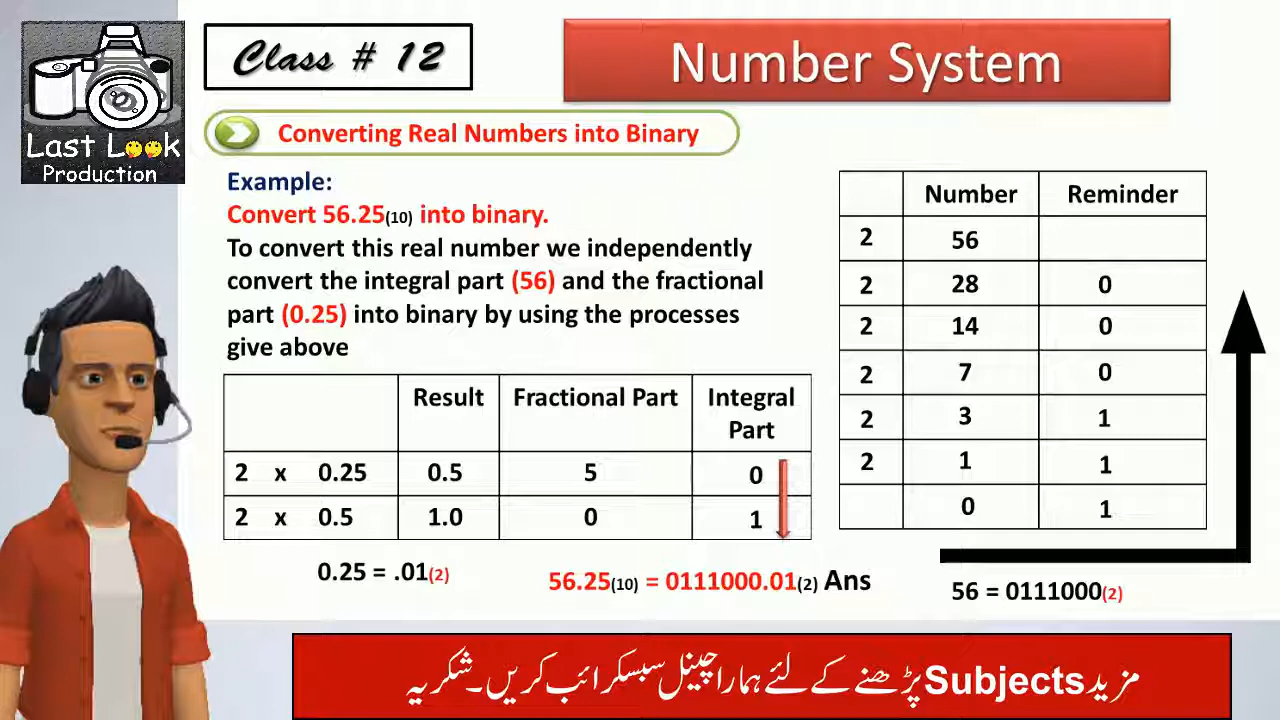 Last Look
Production
Class # 12
Number System
Converting Real Numbers into Binary
Example:
Convert 56.25(10) into binary.
To convert this real number we independently
convert the integral part (56) and the fractional
part (0.25) into binary by using the processes
give above
Result Fractional Part Integral
Part
2 x 0.25 0.5 5 0
2 x 0.5 1.0 0 1
0.25 = .01(2)
56.25(10) = 0111000.01(2) Ans
Number Reminder
2 56
2 28 0
2 14 0
2 7 0
2 3 1
2 1 1
0 1
56 = 0111000(2)
مزید Subjects پڑھنے کے لئے ہمارا چینل سبسکرائب کریں۔ شکریہ